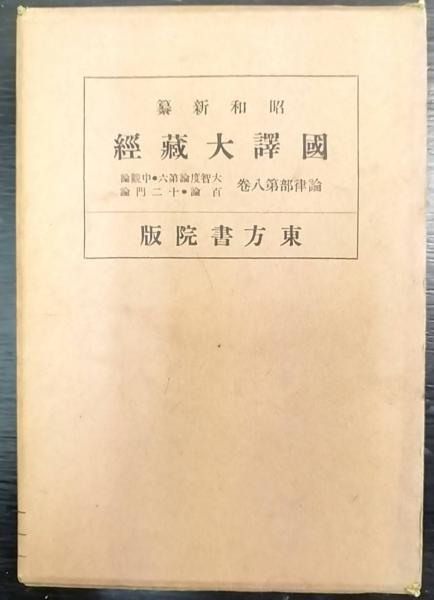 昭和新纂
國譯大藏經
論律部第八卷
大智度論第六●中觀論
百論●十二門論
東方書院版